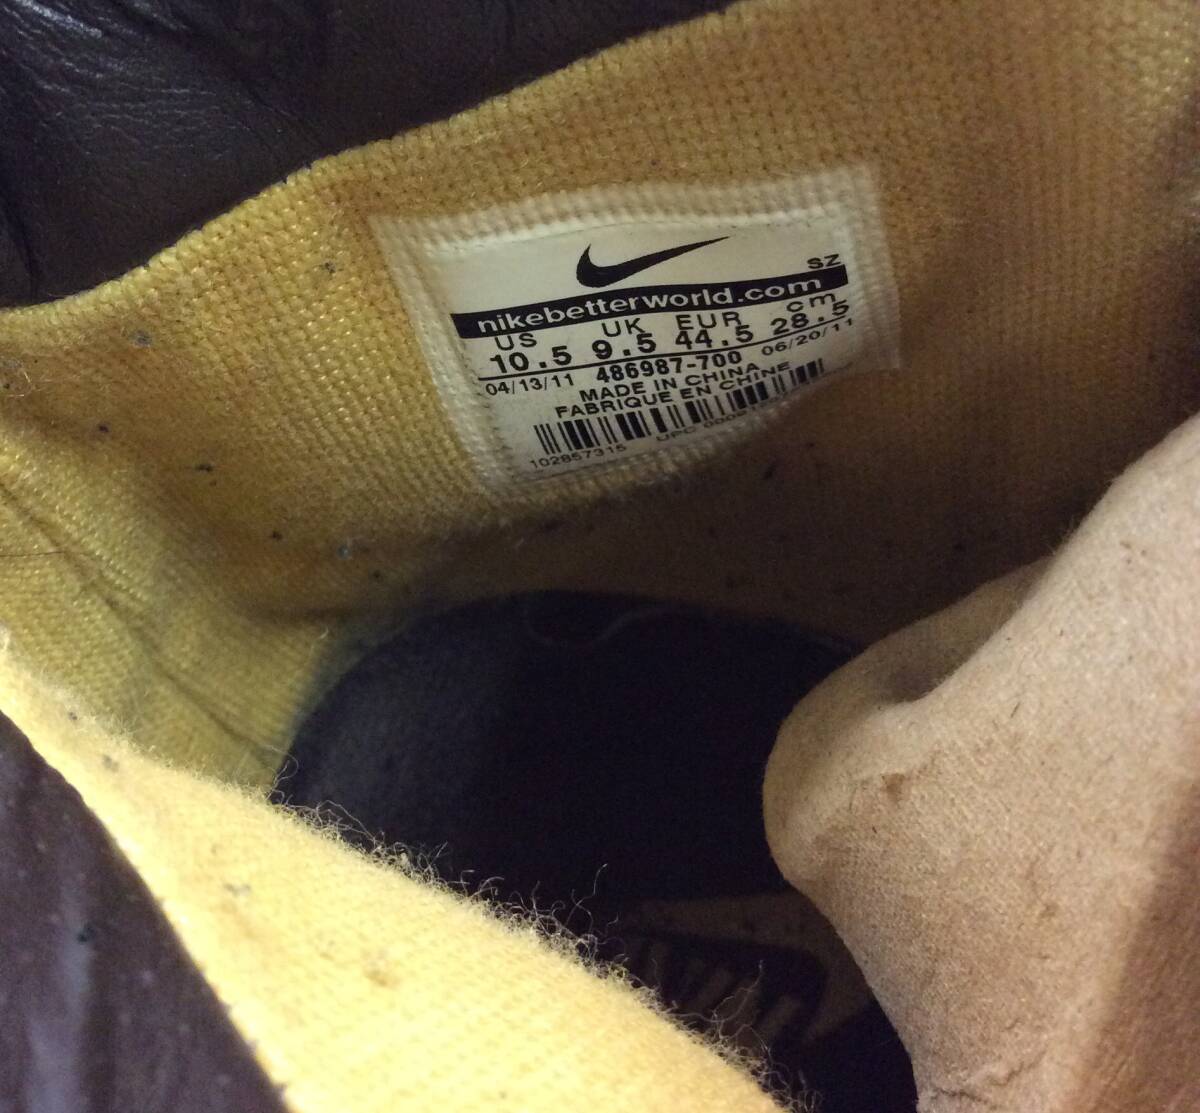 SZ
nikebetterworld.com
US UK EUR cm
10.5 9.5 44.5 28.5
04/13/11 486987-700 06/20/11
MADE IN CHINA
FABRIQUE EN CHINE
102857315 UPC